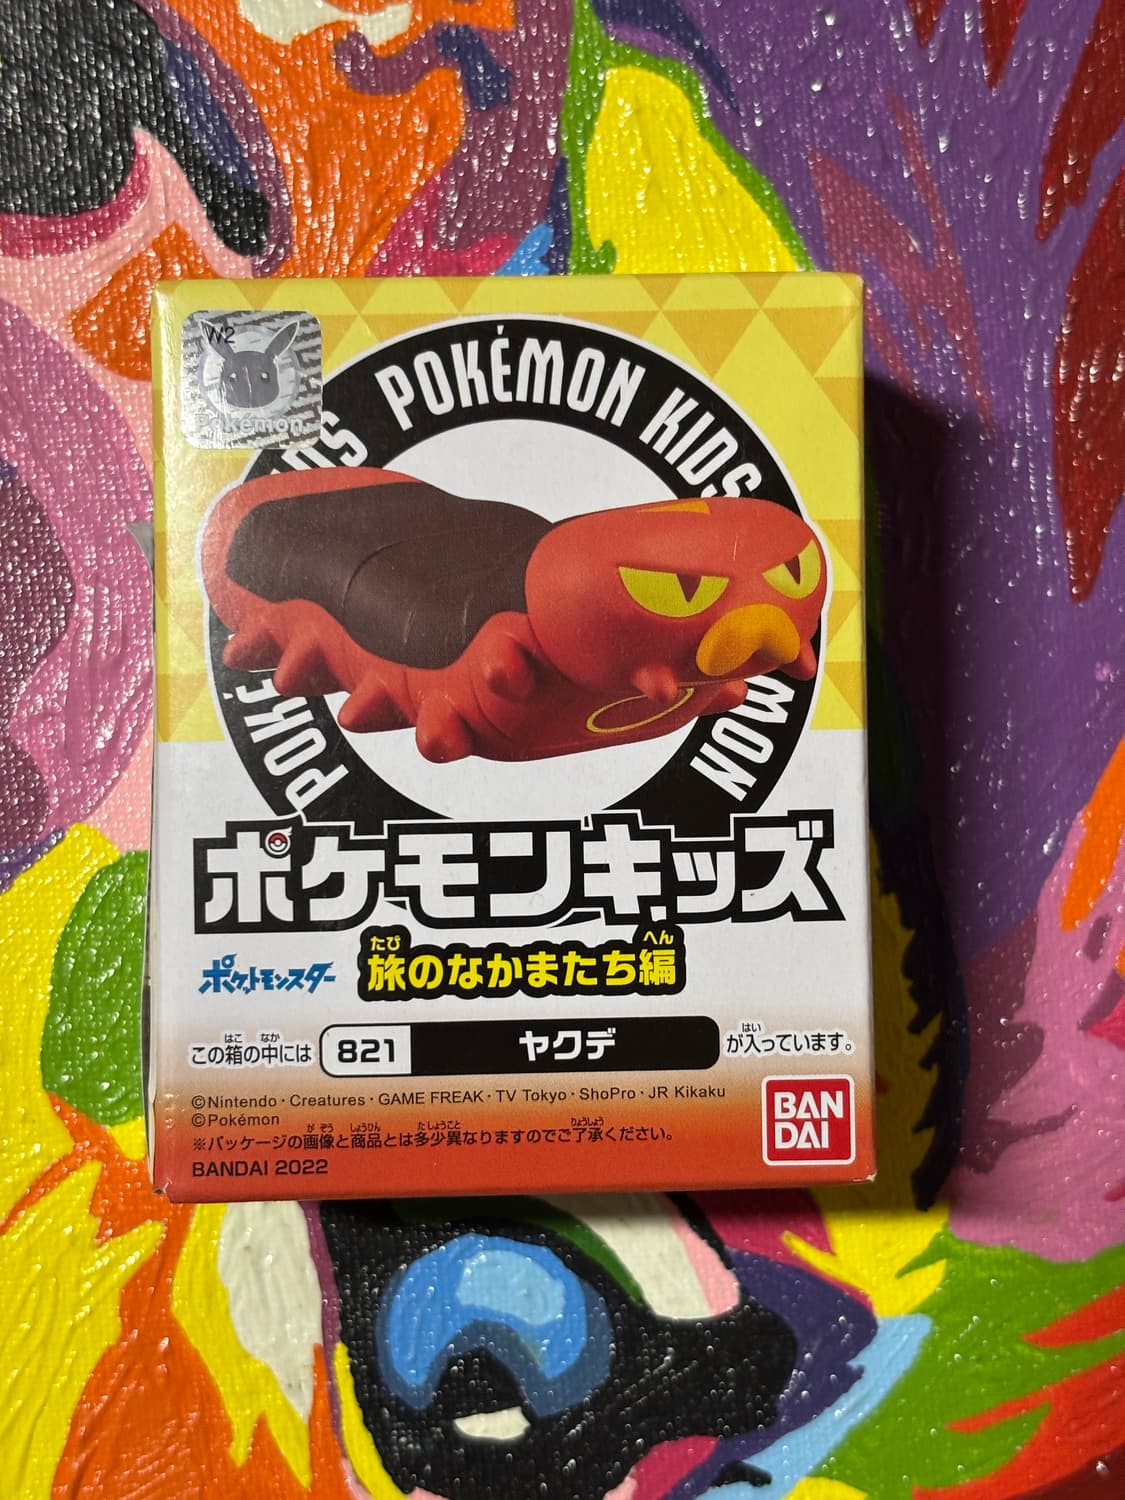 W2
Pokémon
POKÉMON KIDS
POKÉMON
ポケモンキッズ
たび へん
旅のなかまたち編
ポケットモンスター
はこ なか はい
この箱の中には 821 ヤクデ が入っています。
©Nintendo・Creatures・GAME FREAK・TV Tokyo・ShoPro・JR Kikaku
©Pokémon
が ぞう しょうひん た しょうこと りょうしょう
※パッケージの画像と商品とは多少異なりますのでご了承ください。
BANDAI 2022
BAN
DAI